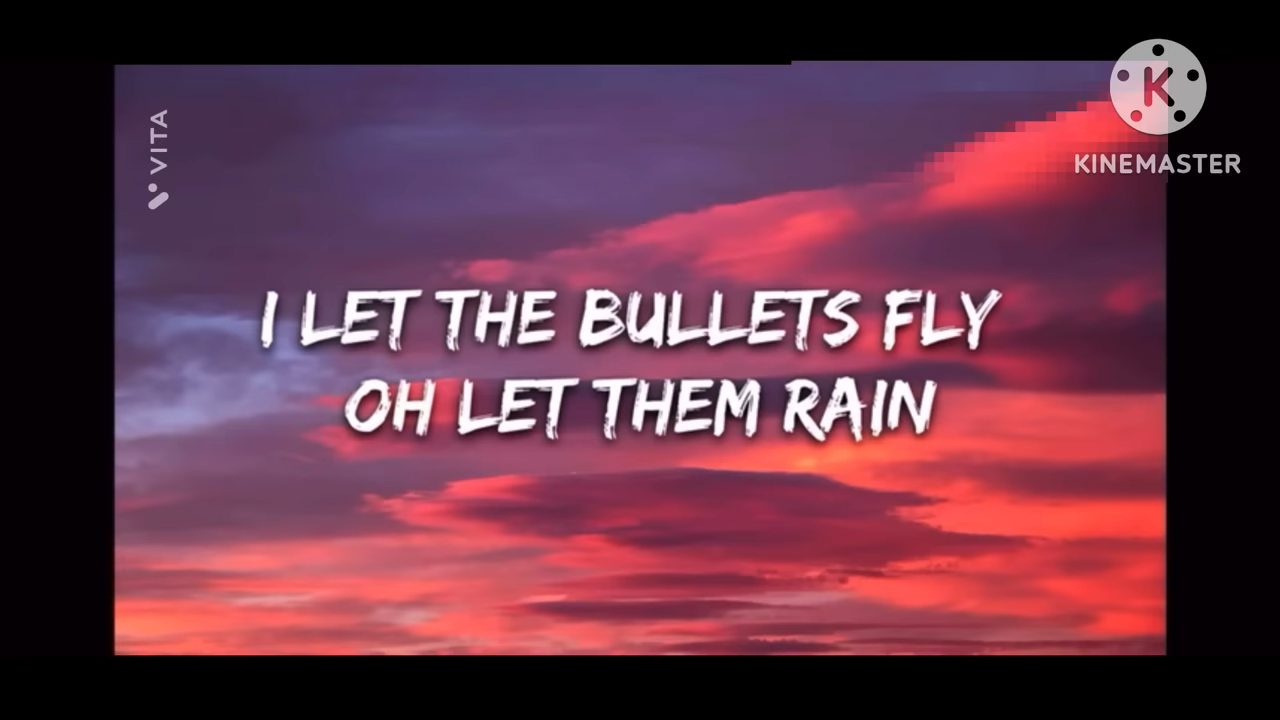 VITA
K
KINEMASTER
I LET THE BULLETS FLY
OH LET THEM RAIN